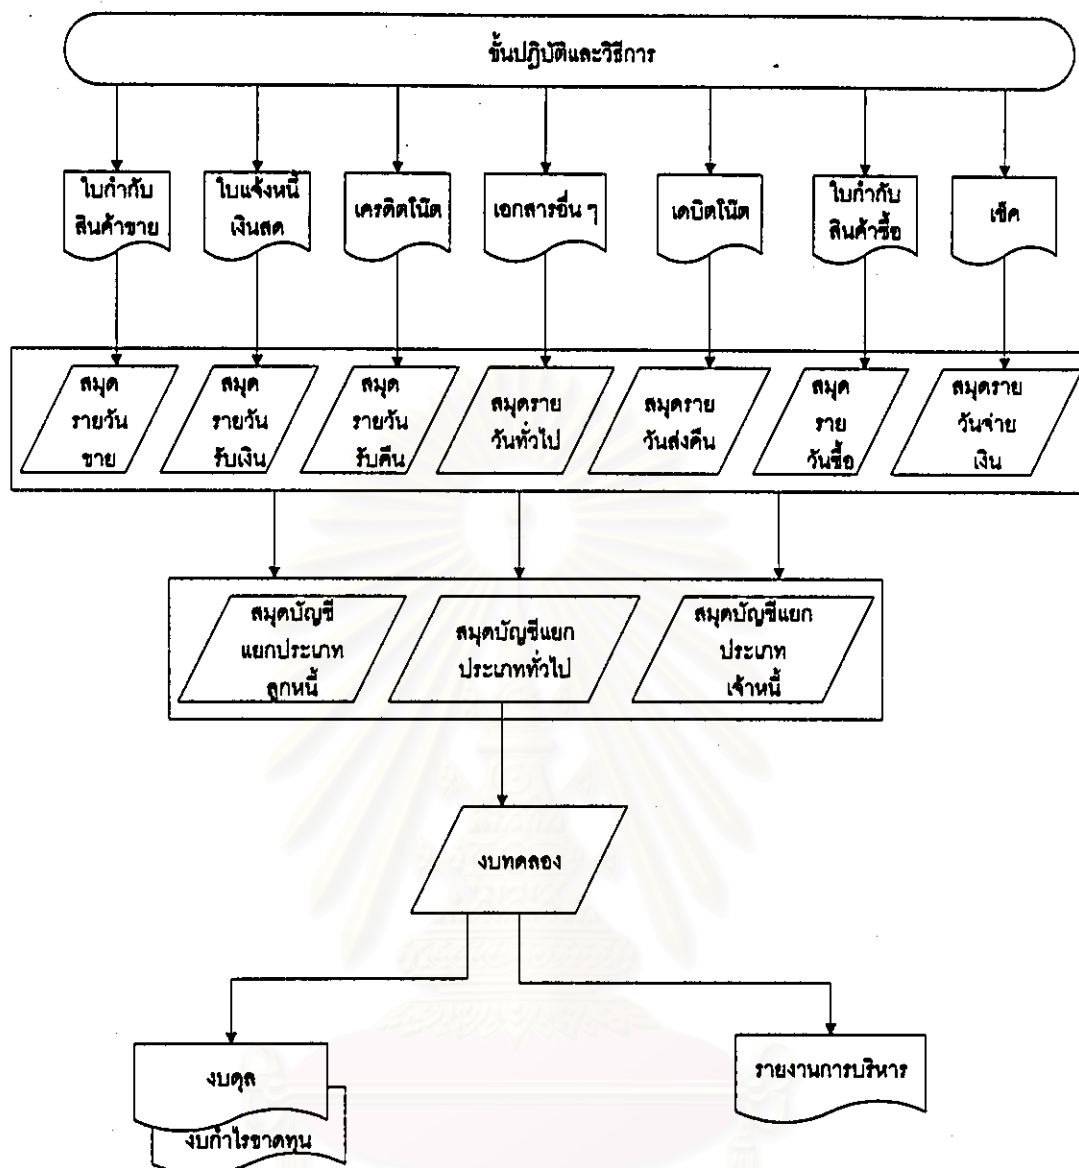 ขั้นปฏิบัติและวิธีการ
ใบกำกับ
สินค้าขาย
ใบแจ้งหนี้
เงินสด
เครดิตโน๊ต
เอกสารอื่น ๆ
เดบิตโน๊ต
ใบกำกับ
สินค้าซื้อ
เช็ค
สมุด
รายวัน
ขาย
สมุด
รายวัน
รับเงิน
สมุด
รายวัน
รับคืน
สมุดราย
วันทั่วไป
สมุดราย
วันส่งคืน
สมุด
ราย
วันซื้อ
สมุดราย
วันจ่าย
เงิน
สมุดบัญชี
แยกประเภท
ลูกหนี้
สมุดบัญชีแยก
ประเภททั่วไป
สมุดบัญชีแยก
ประเภท
เจ้าหนี้
งบทดลอง
งบดุล
งบกำไรขาดทุน
รายงานการบริหาร